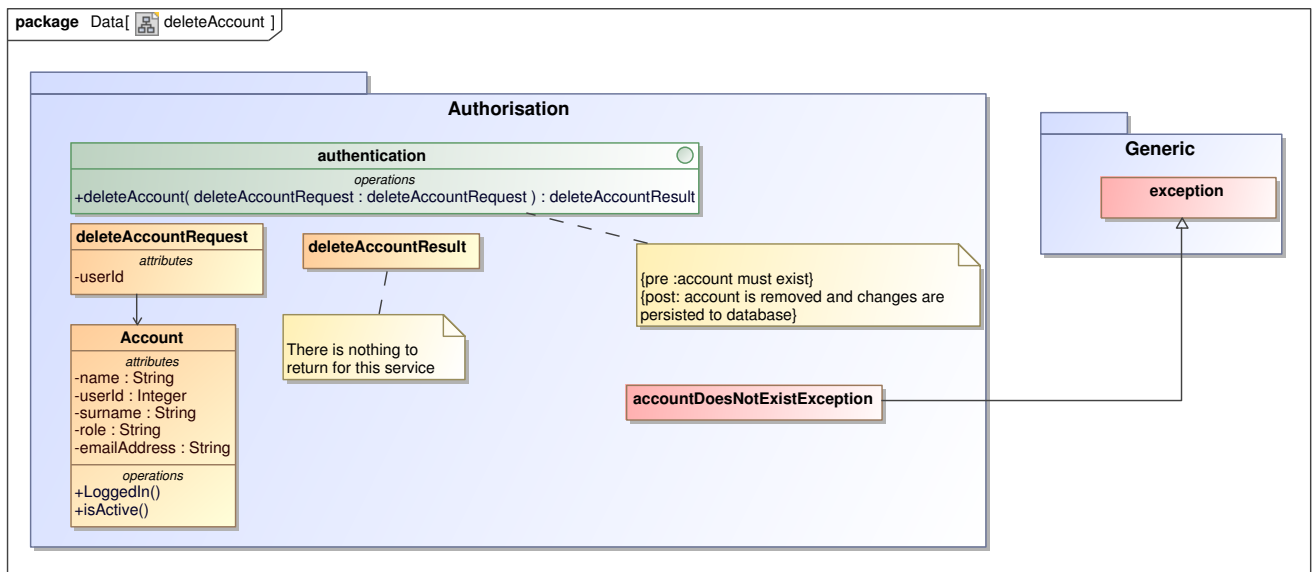 package Data[ deleteAccount ]
Authorisation
authentication
operations
+deleteAccount( deleteAccountRequest : deleteAccountRequest ) : deleteAccountResult
deleteAccountRequest
attributes
-userId
deleteAccountResult
There is nothing to
return for this service
{pre :account must exist}
{post: account is removed and changes are
persisted to database}
Account
attributes
-name : String
-userId : Integer
-surname : String
-role : String
-emailAddress : String
operations
+LoggedIn()
+isActive()
accountDoesNotExistException
Generic
exception